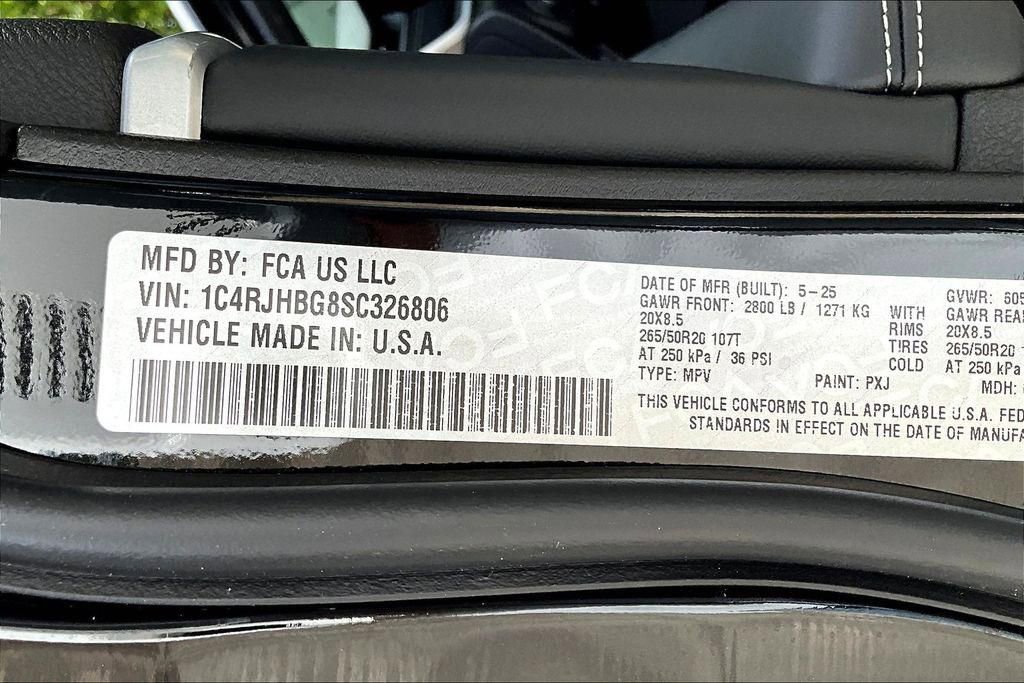 MFD BY: FCA US LLC
VIN: 1C4RJHBG8SC326806
VEHICLE MADE IN: U.S.A.
DATE OF MFR (BUILT): 5-25 GVWR: 605
GAWR FRONT: 2800 LB / 1271 KG WITH GAWR REAR
20X8.5 RIMS 20X8.5
265/50R20 107T TIRES 265/50R20
AT 250 kPa / 36 PSI COLD AT 250 kPa
TYPE: MPV PAINT: PXJ MDH:
THIS VEHICLE CONFORMS TO ALL APPLICABLE U.S.A. FED
STANDARDS IN EFFECT ON THE DATE OF MANUFA